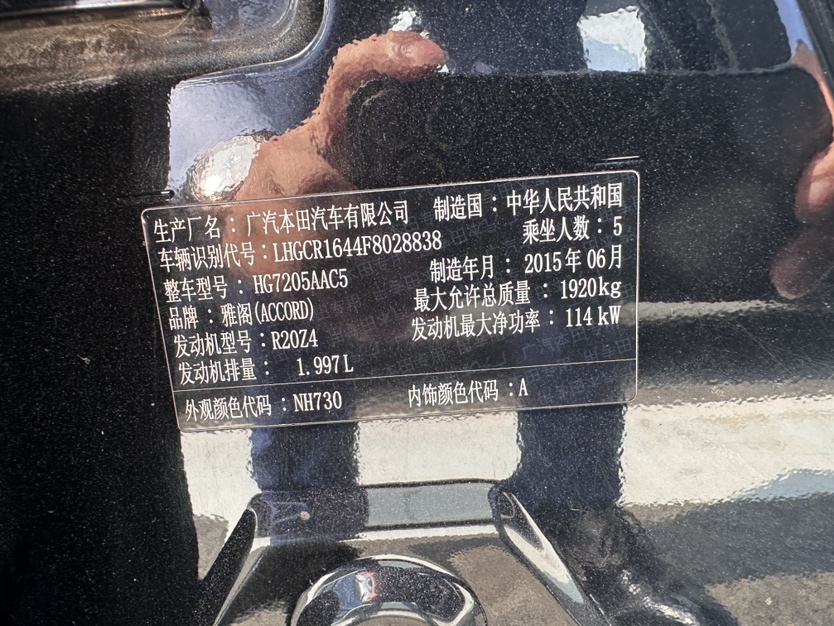 生产厂名：广汽本田汽车有限公司 制造国：中华人民共和国
车辆识别代号：LHGCR1644F8028838 乘坐人数：5
整车型号：HG7205AAC5 制造年月：2015年06月
品牌：雅阁(ACCORD) 最大允许总质量：1920kg
发动机型号：R20Z4 发动机最大净功率：114kW
发动机排量：1.997L
外观颜色代码：NH730 内饰颜色代码：A